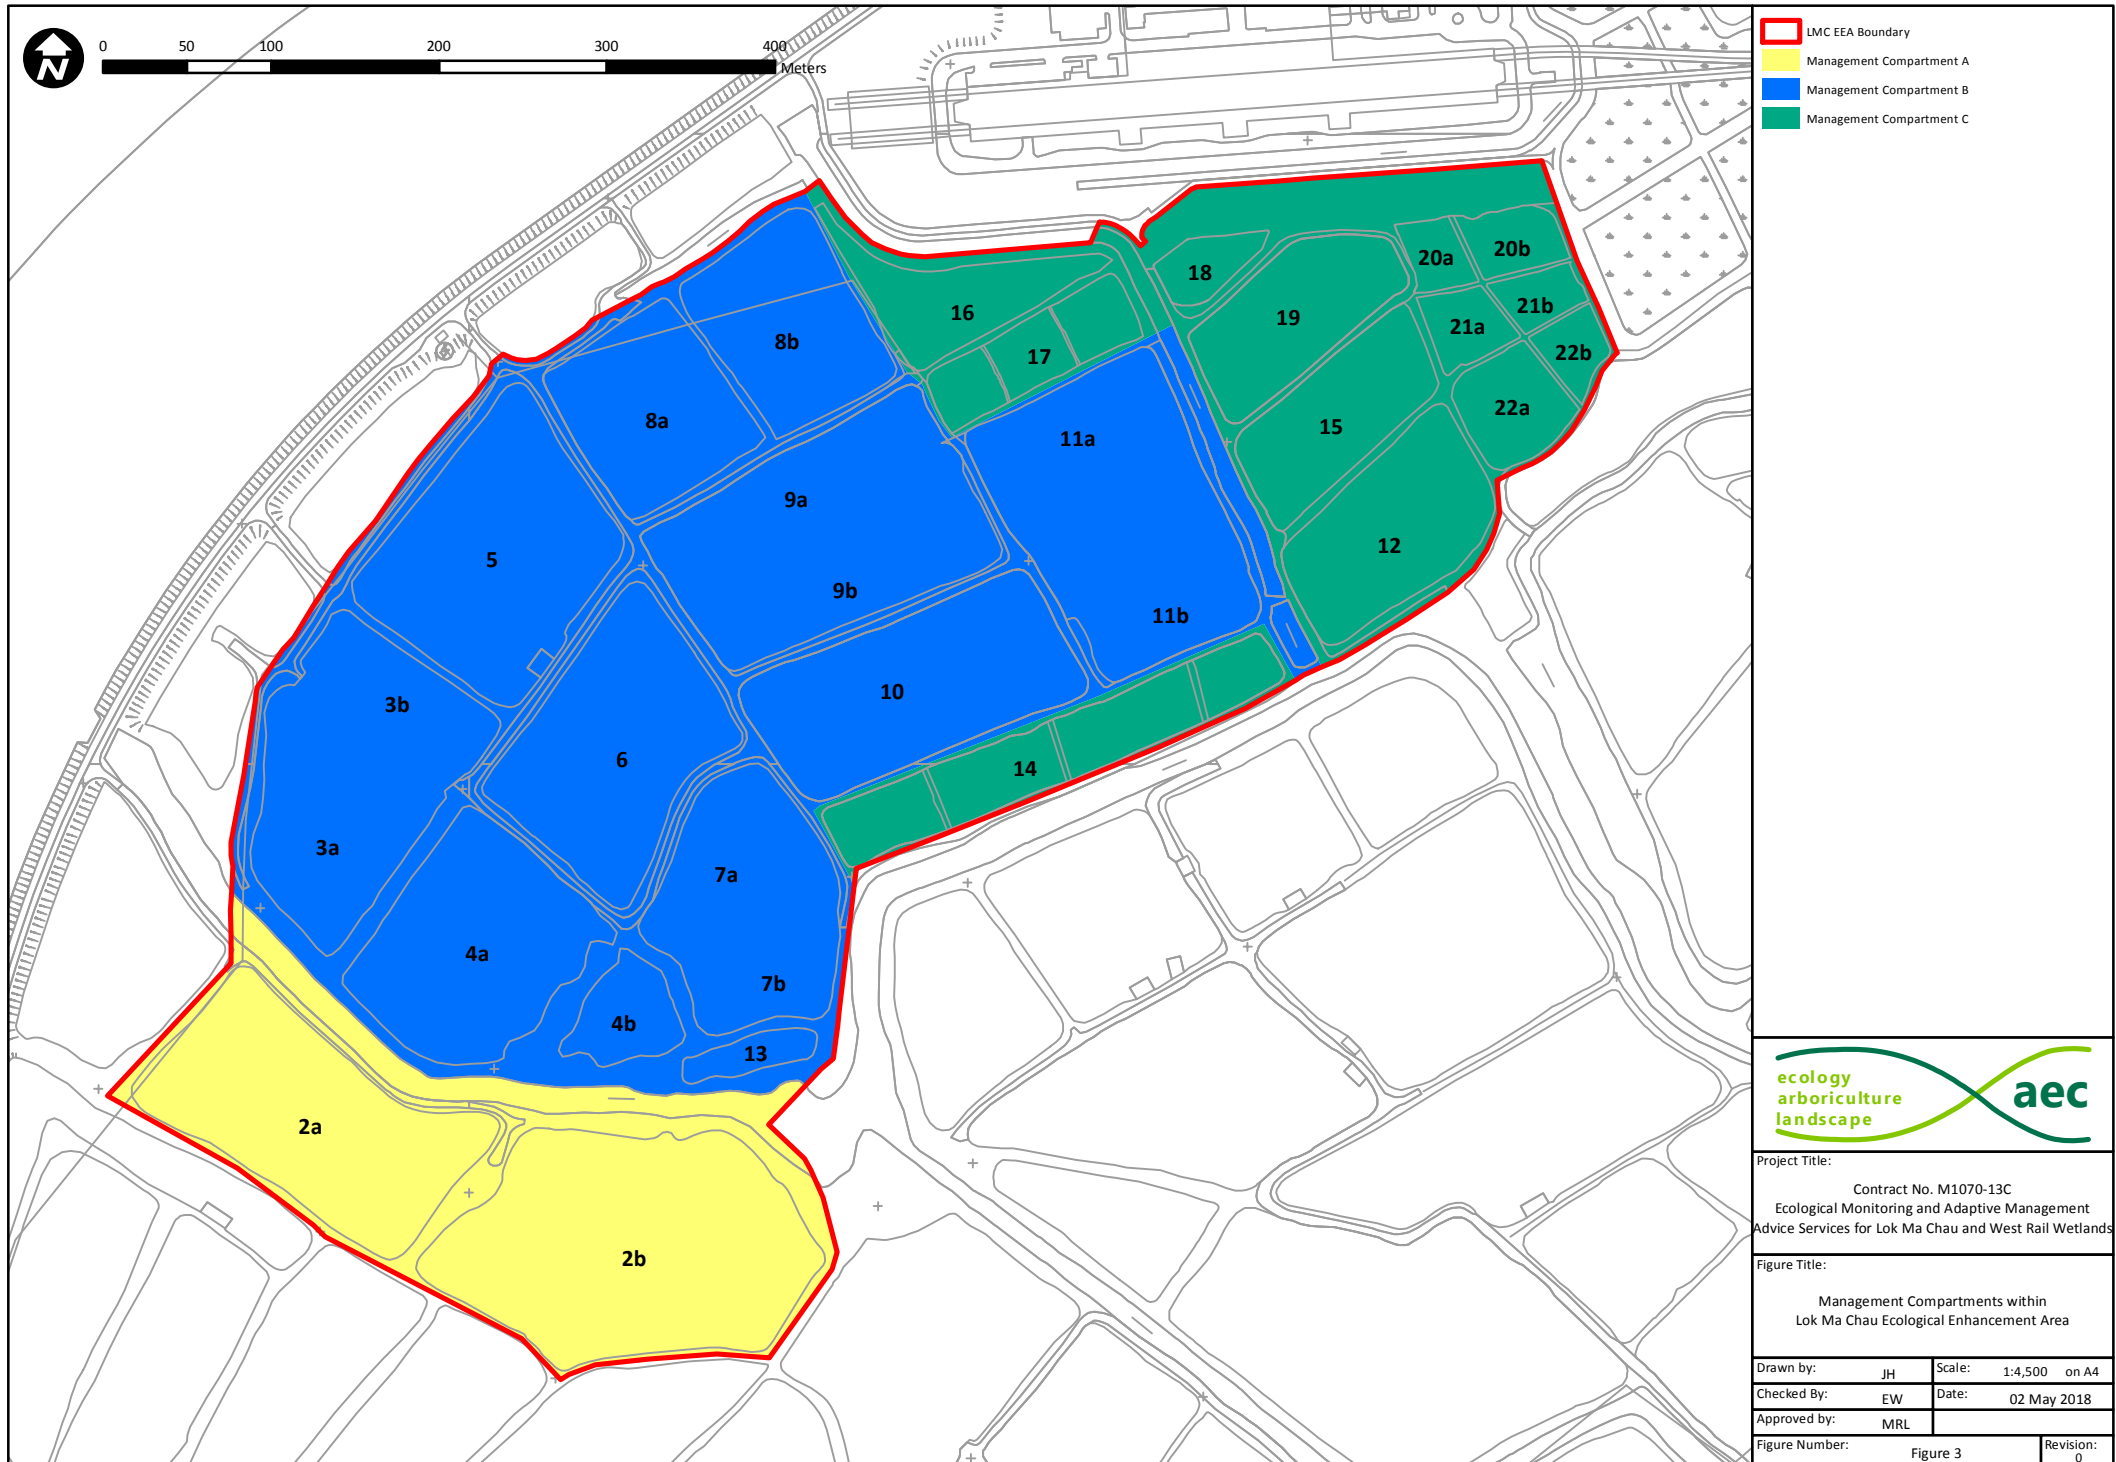 N
0 50 100 200 300 400
Meters
LMC EEA Boundary
Management Compartment A
Management Compartment B
Management Compartment C
16
17
18
19
20a
20b
21a
21b
22a
22b
15
12
8b
8a
11a
9a
5
9b
11b
3b
10
6
14
3a
7a
4a
7b
4b
13
2a
2b
ecology
arboriculture
landscape
aec
Project Title:
Contract No. M1070-13C
Ecological Monitoring and Adaptive Management
Advice Services for Lok Ma Chau and West Rail Wetlands
Figure Title:
Management Compartments within
Lok Ma Chau Ecological Enhancement Area
Drawn by: JH Scale: 1:4,500 on A4
Checked By: EW Date: 02 May 2018
Approved by: MRL
Figure Number: Figure 3 Revision: 0